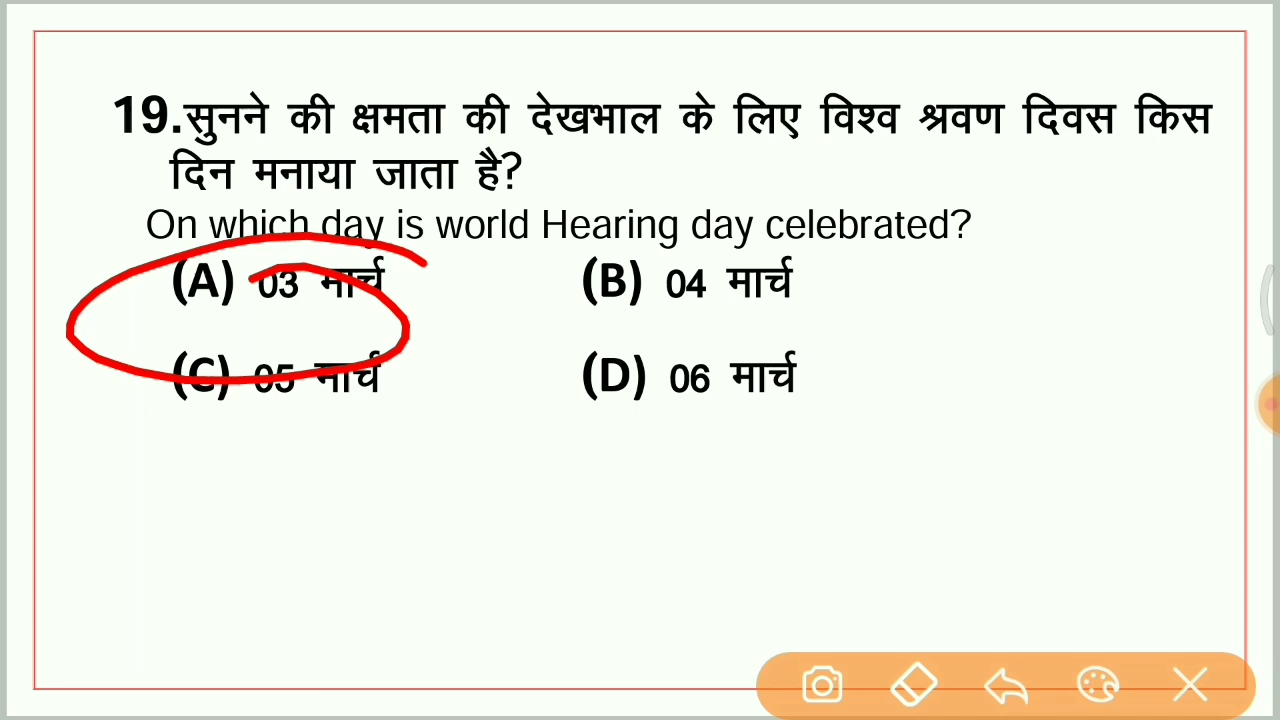 19.सुनने की क्षमता की देखभाल के लिए विश्व श्रवण दिवस किस
दिन मनाया जाता है?
On which day is world Hearing day celebrated?
(A) 03 मार्च (B) 04 मार्च
(C) 05 मार्च (D) 06 मार्च